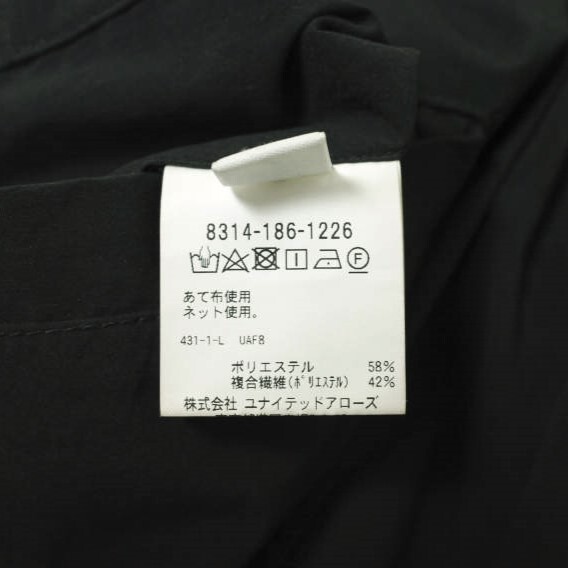 8314-186-1226
あて布使用
ネット使用。
431-1-L UAF8
ポリエステル 58%
複合繊維(ﾎﾟﾘｴｽﾃﾙ) 42%
株式会社 ユナイテッドアローズ